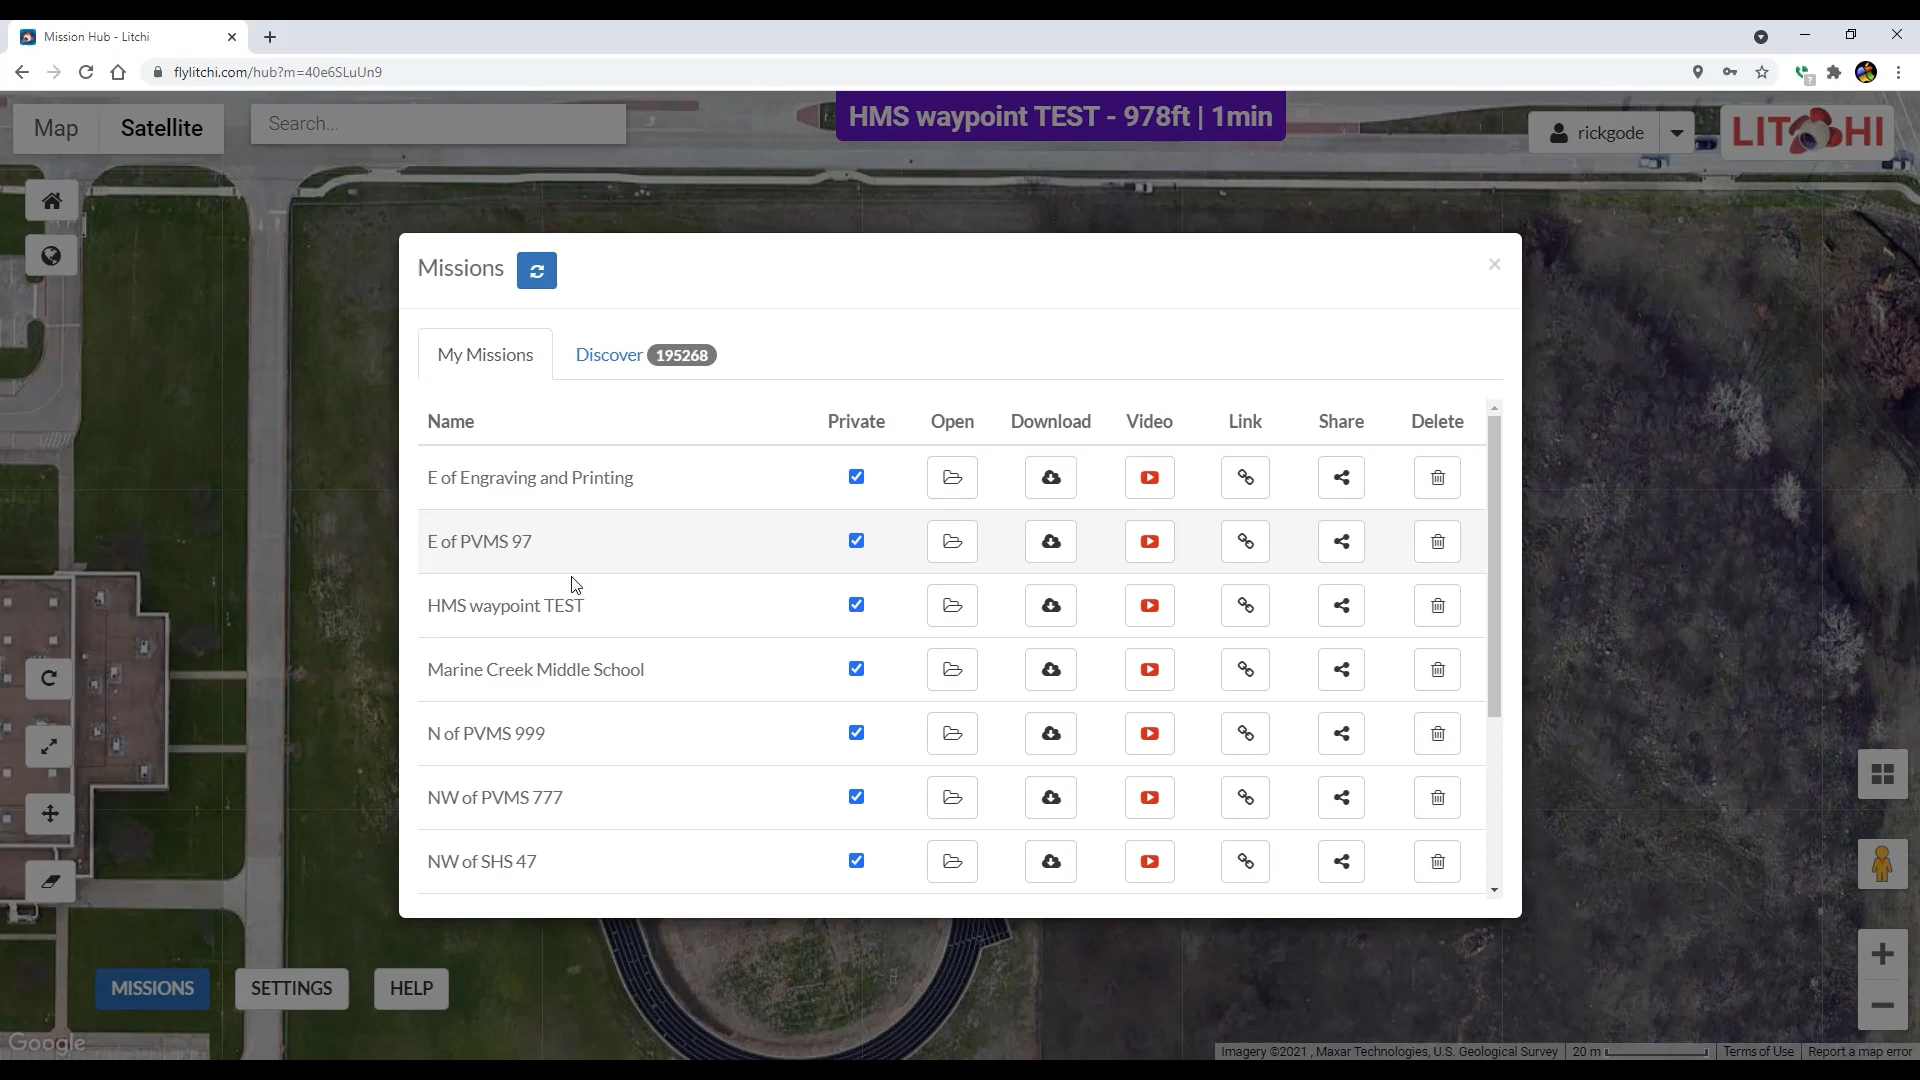 Mission Hub - Litchi
flylitchi.com/hub?m=40e6SLuUn9
Map
Satellite
Search...
HMS waypoint TEST - 978ft | 1min
rickgode
LITCHI
Missions
My Missions
Discover 195268
Name Private Open Download Video Link Share Delete
E of Engraving and Printing
E of PVMS 97
HMS waypoint TEST
Marine Creek Middle School
N of PVMS 999
NW of PVMS 777
NW of SHS 47
MISSIONS
SETTINGS
HELP
Google
Imagery ©2021 , Maxar Technologies, U.S. Geological Survey
20 m
Terms of Use
Report a map error